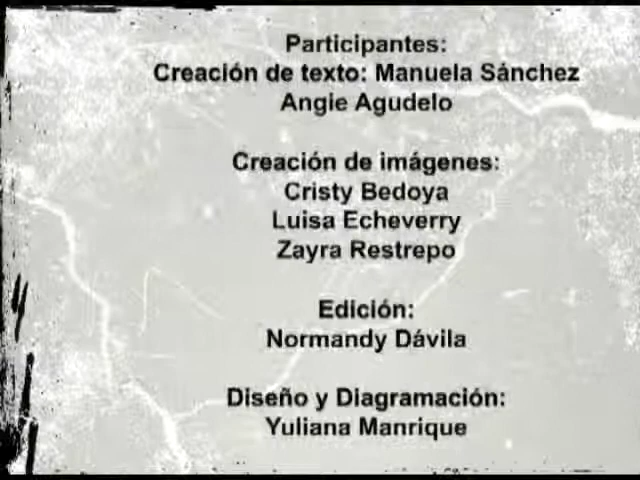 Participantes:
Creación de texto: Manuela Sánchez
Angie Agudelo
Creación de imágenes:
Cristy Bedoya
Luisa Echeverry
Zayra Restrepo
Edición:
Normandy Dávila
Diseño y Diagramación:
Yuliana Manrique